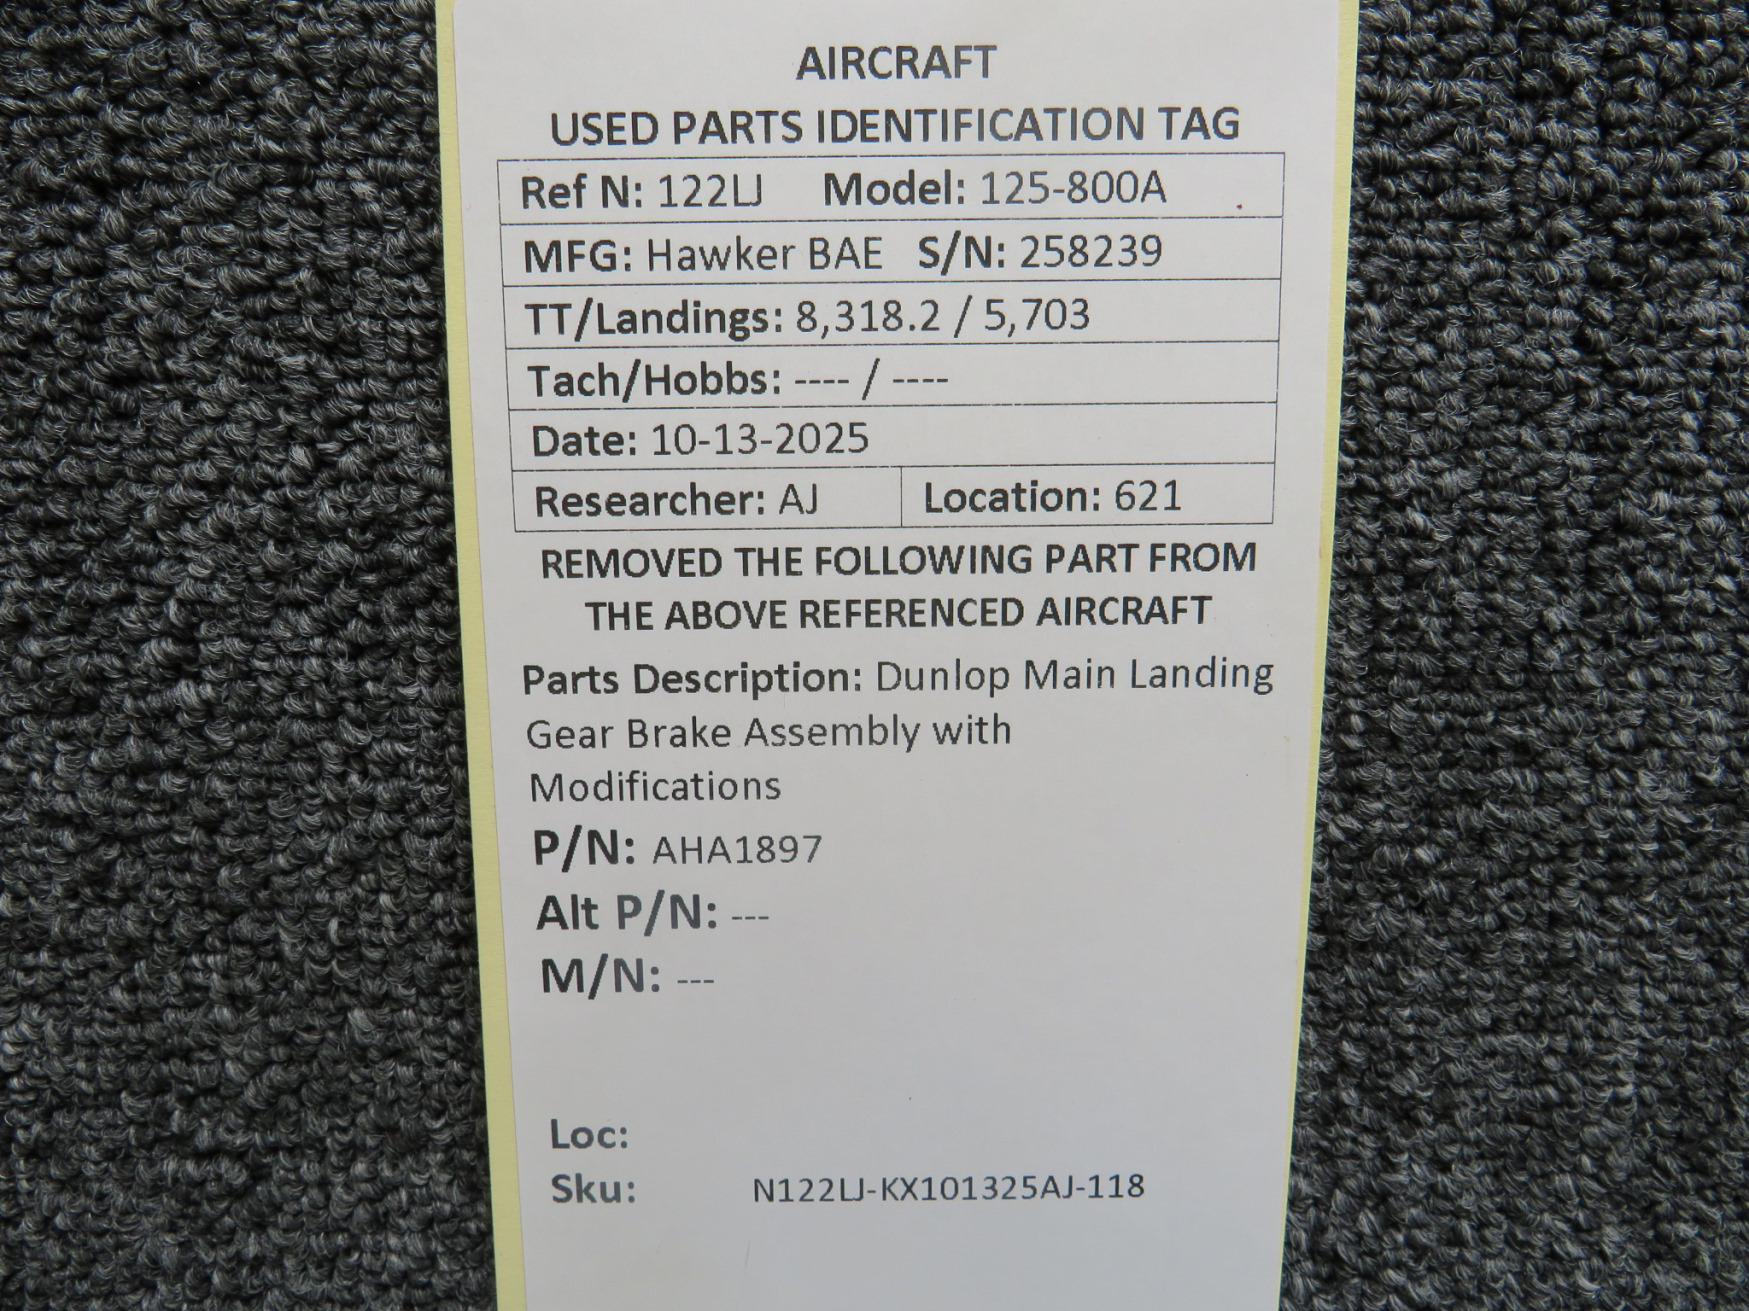 AIRCRAFT
USED PARTS IDENTIFICATION TAG
Ref N: 122LJ Model: 125-800A
MFG: Hawker BAE S/N: 258239
TT/Landings: 8,318.2 / 5,703
Tach/Hobbs: ---- / ----
Date: 10-13-2025
Researcher: AJ Location: 621
REMOVED THE FOLLOWING PART FROM
THE ABOVE REFERENCED AIRCRAFT
Parts Description: Dunlop Main Landing
Gear Brake Assembly with
Modifications
P/N: AHA1897
Alt P/N: ---
M/N: ---
Loc:
Sku: N122LJ-KX101325AJ-118